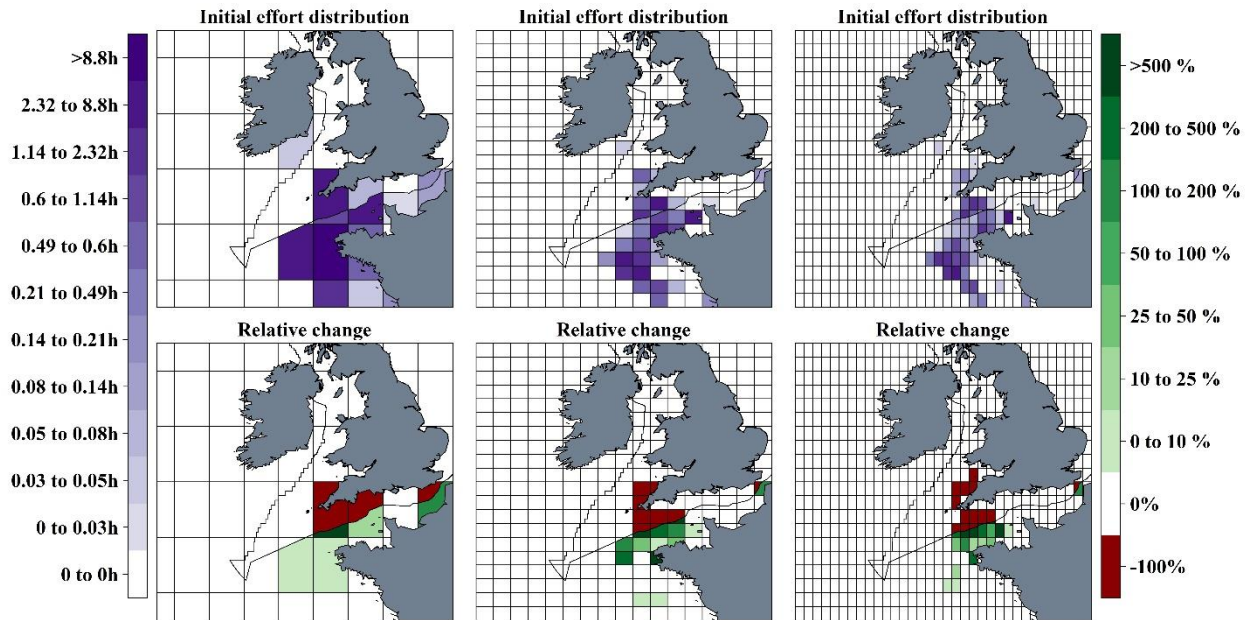 Initial effort distribution
Initial effort distribution
Initial effort distribution
>8.8h
2.32 to 8.8h
1.14 to 2.32h
0.6 to 1.14h
0.49 to 0.6h
0.21 to 0.49h
0.14 to 0.21h
0.08 to 0.14h
0.05 to 0.08h
0.03 to 0.05h
0 to 0.03h
0 to 0h
Relative change
Relative change
Relative change
>500 %
200 to 500 %
100 to 200 %
50 to 100 %
25 to 50 %
10 to 25 %
0 to 10 %
0%
-100%